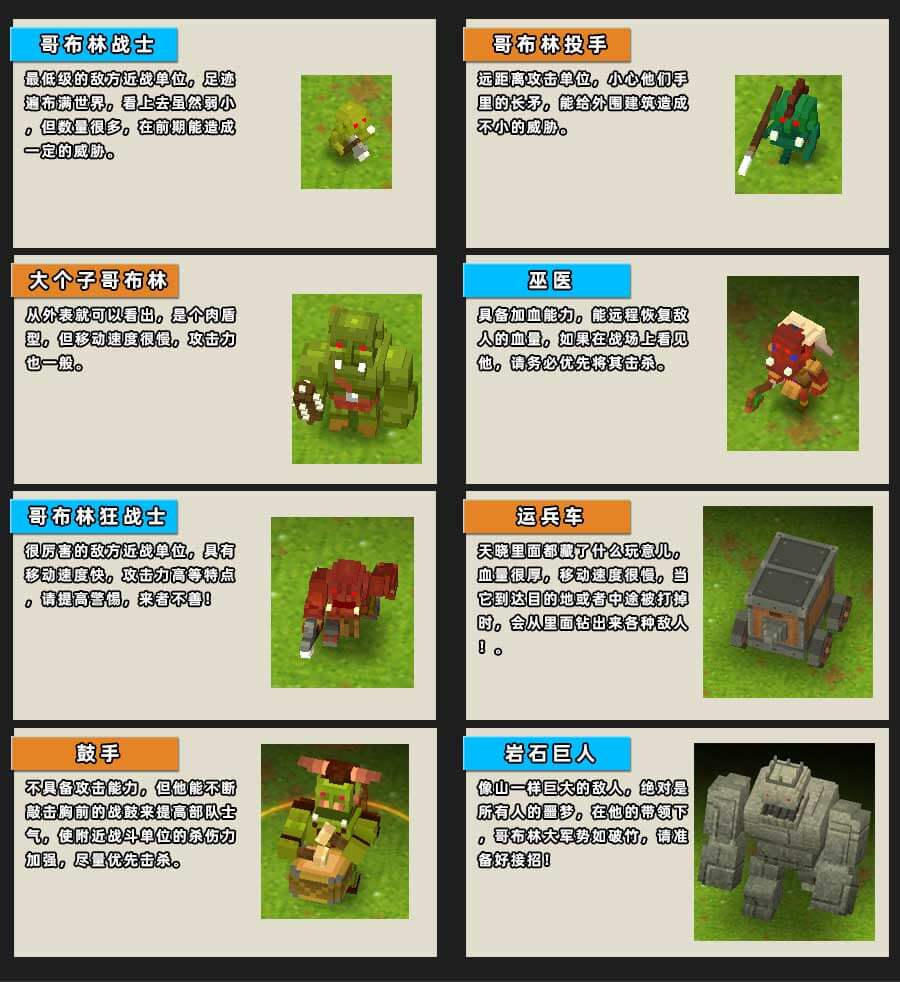 哥布林战士
最低级的敌方近战单位，足迹
遍布满世界，看上去虽然弱小
，但数量很多，在前期能造成
一定的威胁。
哥布林投手
远距离攻击单位，小心他们手
里的长矛，能给外围建筑造成
不小的威胁。
大个子哥布林
从外表就可以看出，是个肉盾
型，但移动速度很慢，攻击力
也一般。
巫医
具备加血能力，能远程恢复敌
人的血量，如果在战场上看见
他，请务必优先将其击杀。
哥布林狂战士
很厉害的敌方近战单位，具有
移动速度快，攻击力高等特点
，请提高警惕，来者不善！
运兵车
天晓里面都藏了什么玩意儿，
血量很厚，移动速度很慢，当
它到达目的地或者中途被打掉
时，会从里面钻出来各种敌人
！。
鼓手
不具备攻击能力，但他能不断
敲击胸前的战鼓来提高部队士
气，使附近战斗单位的杀伤力
加强，尽量优先击杀。
岩石巨人
像山一样巨大的敌人，绝对是
所有人的噩梦，在他的带领下
，哥布林大军势如破竹，请准
备好接招！